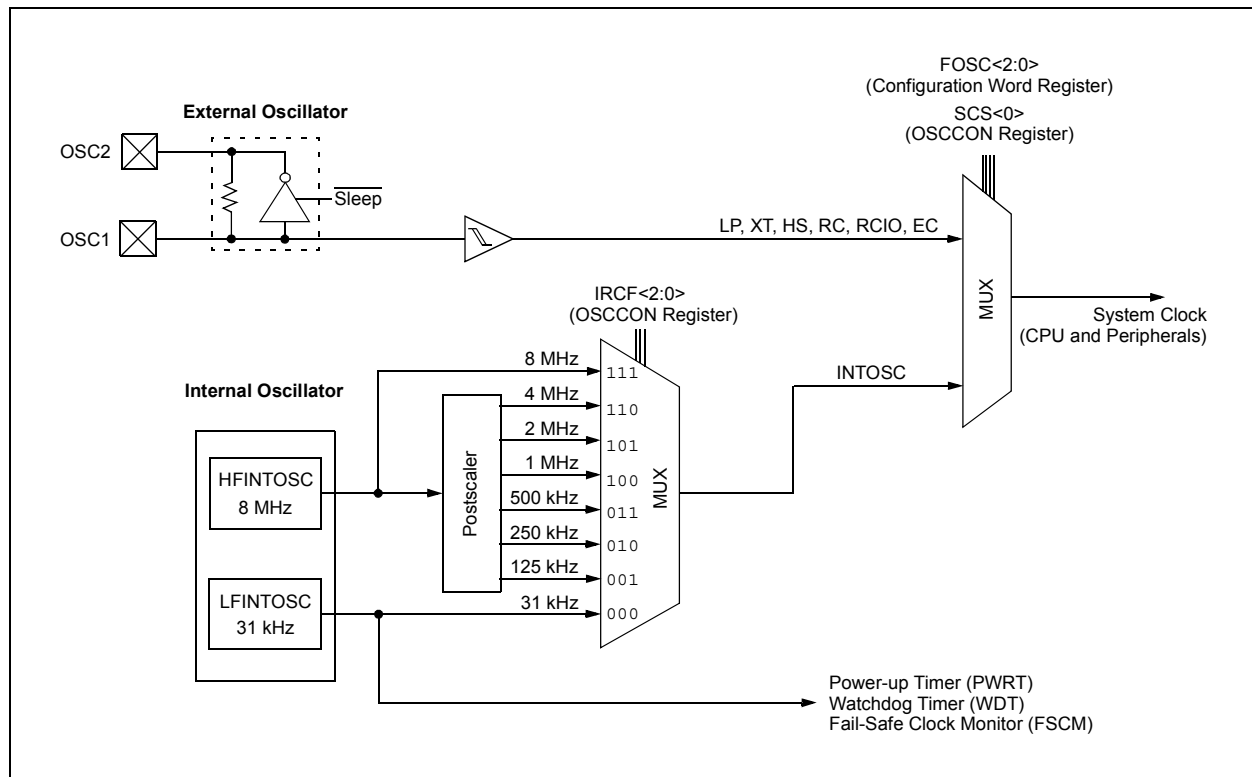 FOSC<2:0>
(Configuration Word Register)
SCS<0>
(OSCCON Register)
External Oscillator
OSC2
Sleep
OSC1
LP, XT, HS, RC, RCIO, EC
MUX
System Clock
(CPU and Peripherals)
IRCF<2:0>
(OSCCON Register)
INTOSC
Internal Oscillator
HFINTOSC
8 MHz
LFINTOSC
31 kHz
Postscaler
8 MHz
4 MHz
2 MHz
1 MHz
500 kHz
250 kHz
125 kHz
31 kHz
111
110
101
100
011
010
001
000
MUX
Power-up Timer (PWRT)
Watchdog Timer (WDT)
Fail-Safe Clock Monitor (FSCM)